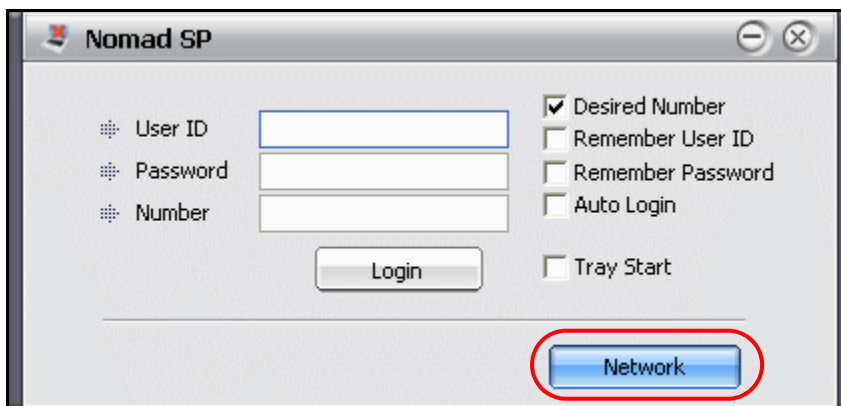 Nomad SP
User ID
Password
Number
Desired Number
Remember User ID
Remember Password
Auto Login
Login
Tray Start
Network